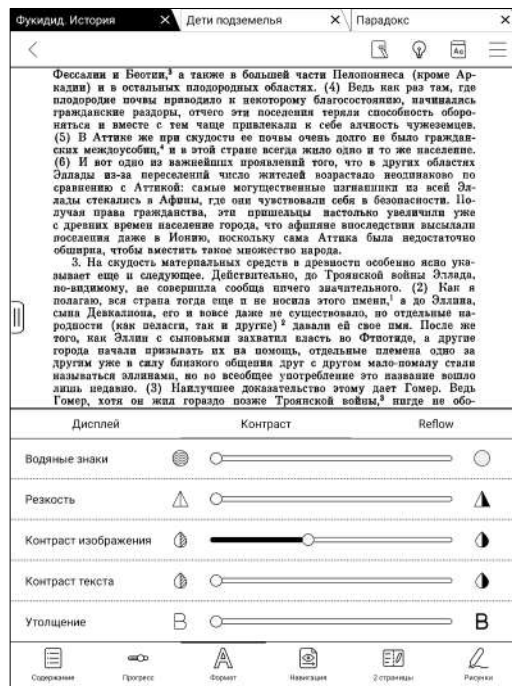 Фукидид. История × Дети подземелья × Парадокс ×
Aα
Фессалии и Беотии,³ а также в большей части Пелопоннеса (кроме Ар-
кадии) и в остальных плодородных областях. (4) Ведь как раз там, где
плодородие почвы приводило к некоторому благосостоянию, начинались
гражданские раздоры, отчего эти поселения теряли способность оборо-
няться и вместе с тем чаще привлекали к себе алчность чужеземцев.
(5) В Аттике же при скудости ее почвы очень долго не было граждан-
ских междоусобиц,⁴ и в этой стране всегда жило одно и то же население.
(6) И вот одно из важнейших проявлений того, что в других областях
Эллады из-за переселений число жителей возрастало неодинаково по
сравнению с Аттикой: самые могущественные изгнанники из всей Эл-
лады стекались в Афины, где они чувствовали себя в безопасности. По-
лучая права гражданства, эти пришельцы настолько увеличили уже
с древних времен население города, что афиняне впоследствии высылали
поселения даже в Ионию, поскольку сама Аттика была недостаточно
обширна, чтобы вместить такое множество народа.
3. На скудость материальных средств в древности особенно ясно ука-
зывает еще и следующее. Действительно, до Троянской войны Эллада,
по-видимому, не совершила сообща ничего значительного. (2) Как я
полагаю, вся страна тогда еще и не носила этого имени,¹ а до Эллина,
сына Девкалиона, его и вовсе даже не существовало, но отдельные на-
родности (как пеласги, так и другие) ² давали ей свое имя. После же
того, как Эллин с сыновьями захватил власть во Фтиотиде, а другие
города начали призывать их на помощь, отдельные племена одно за
другим уже в силу близкого общения друг с другом мало-помалу стали
называться эллинами, но во всеобщее употребление это название вошло
лишь недавно. (3) Наилучшее доказательство этому дает Гомер. Ведь
Гомер, хотя он жил гораздо позже Троянской войны,³ нигде не обо-
Дисплей Контраст Reflow
Водяные знаки
Резкость
Контраст изображения
Контраст текста
Утолщение B B
Содержание Прогресс Формат Навигация 2 страницы Рисунки